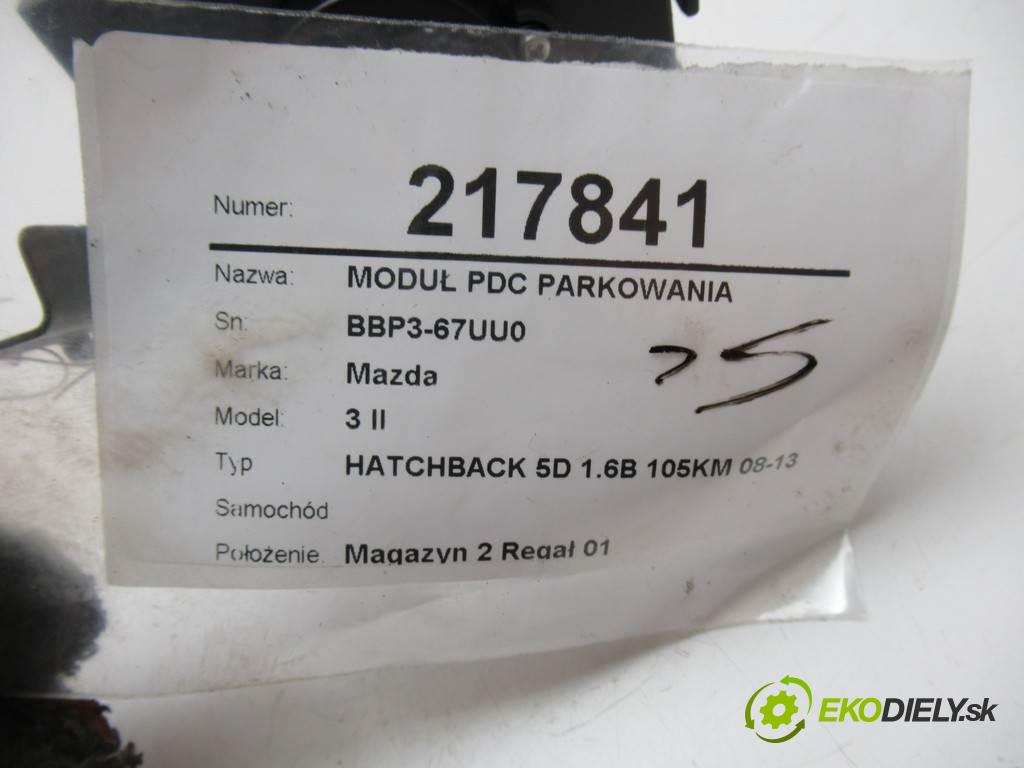 Numer: 217841
Nazwa: MODUŁ PDC PARKOWANIA
Sn: BBP3-67UU0
Marka: Mazda
Model: 3 II
Typ HATCHBACK 5D 1.6B 105KM 08-13
Samochód
Położenie: Magazyn 2 Regał 01
EKODIELY.sk